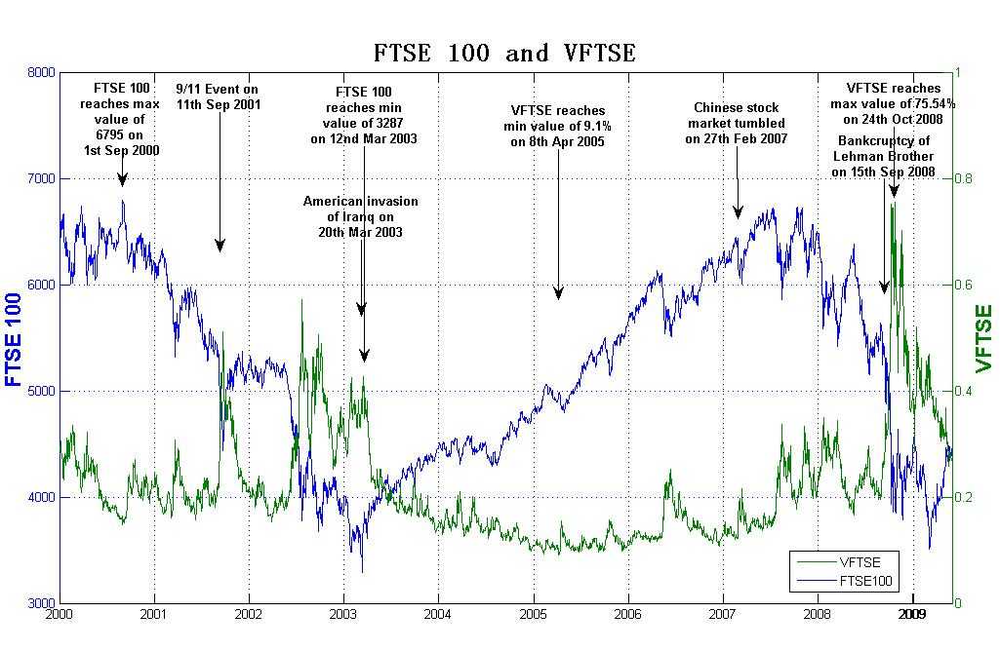 FTSE 100 and VFTSE
8000
7000
6000
5000
4000
3000
FTSE 100
1
0.8
0.6
0.4
0.2
0
VFTSE
FTSE 100
reaches max
value of
6795 on
1st Sep 2000
9/11 Event on
11th Sep 2001
FTSE 100
reaches min
value of 3287
on 12nd Mar 2003
American invasion
of Iranq on
20th Mar 2003
VFTSE reaches
min value of 9.1%
on 8th Apr 2005
Chinese stock
market tumbled
on 27th Feb 2007
VFTSE reaches
max value of 75.54%
on 24th Oct 2008
Bankcruptcy of
Lehman Brother
on 15th Sep 2008
VFTSE
FTSE100
2000
2001
2002
2003
2004
2005
2006
2007
2008
2009